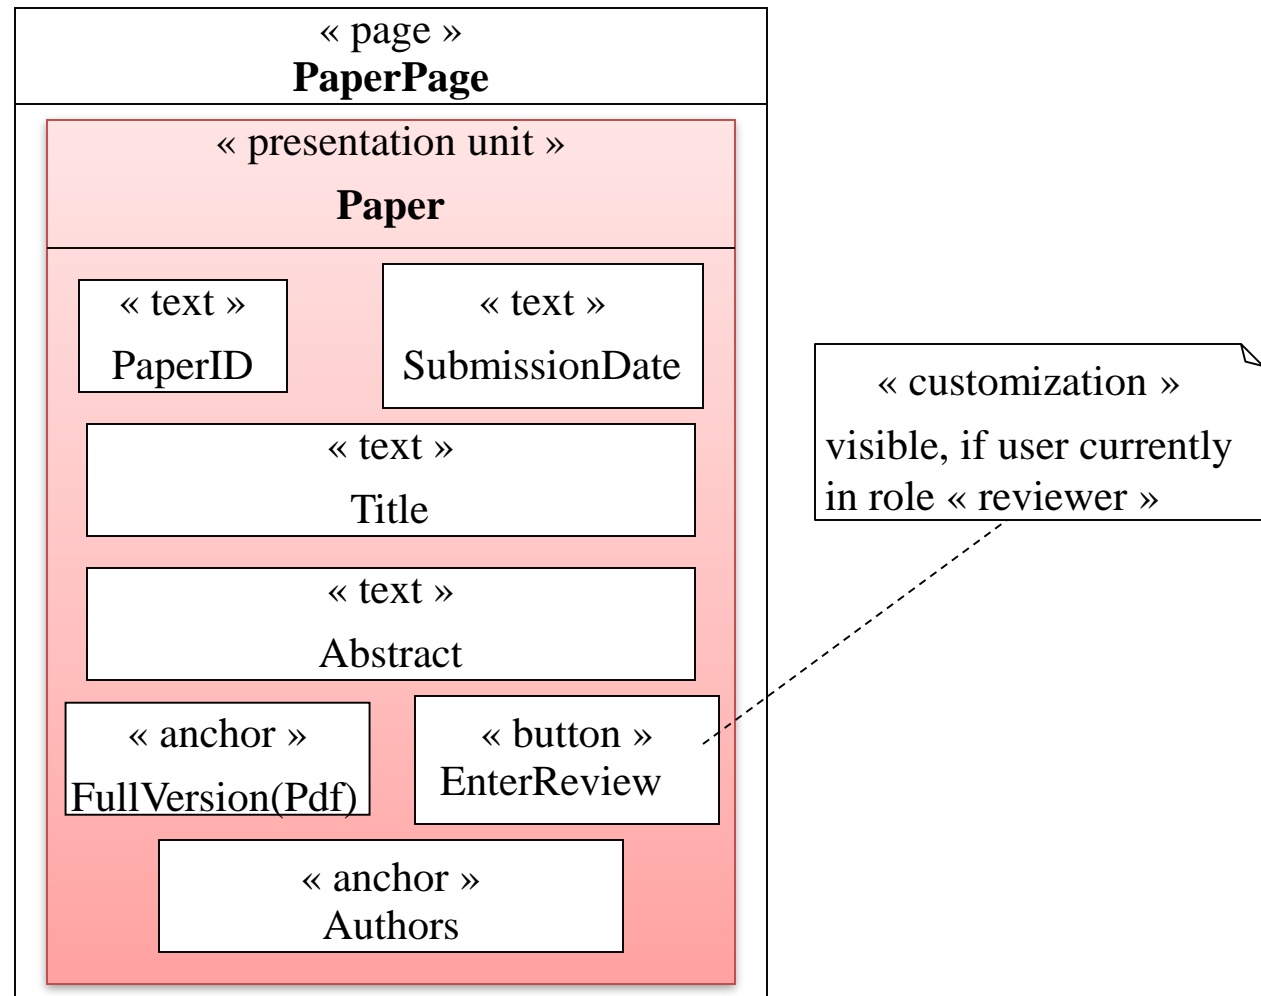 « page »
PaperPage
« presentation unit »
Paper
« text »
PaperID
« text »
SubmissionDate
« text »
Title
« text »
Abstract
« anchor »
FullVersion(Pdf)
« button »
EnterReview
« anchor »
Authors
« customization »
visible, if user currently
in role « reviewer »